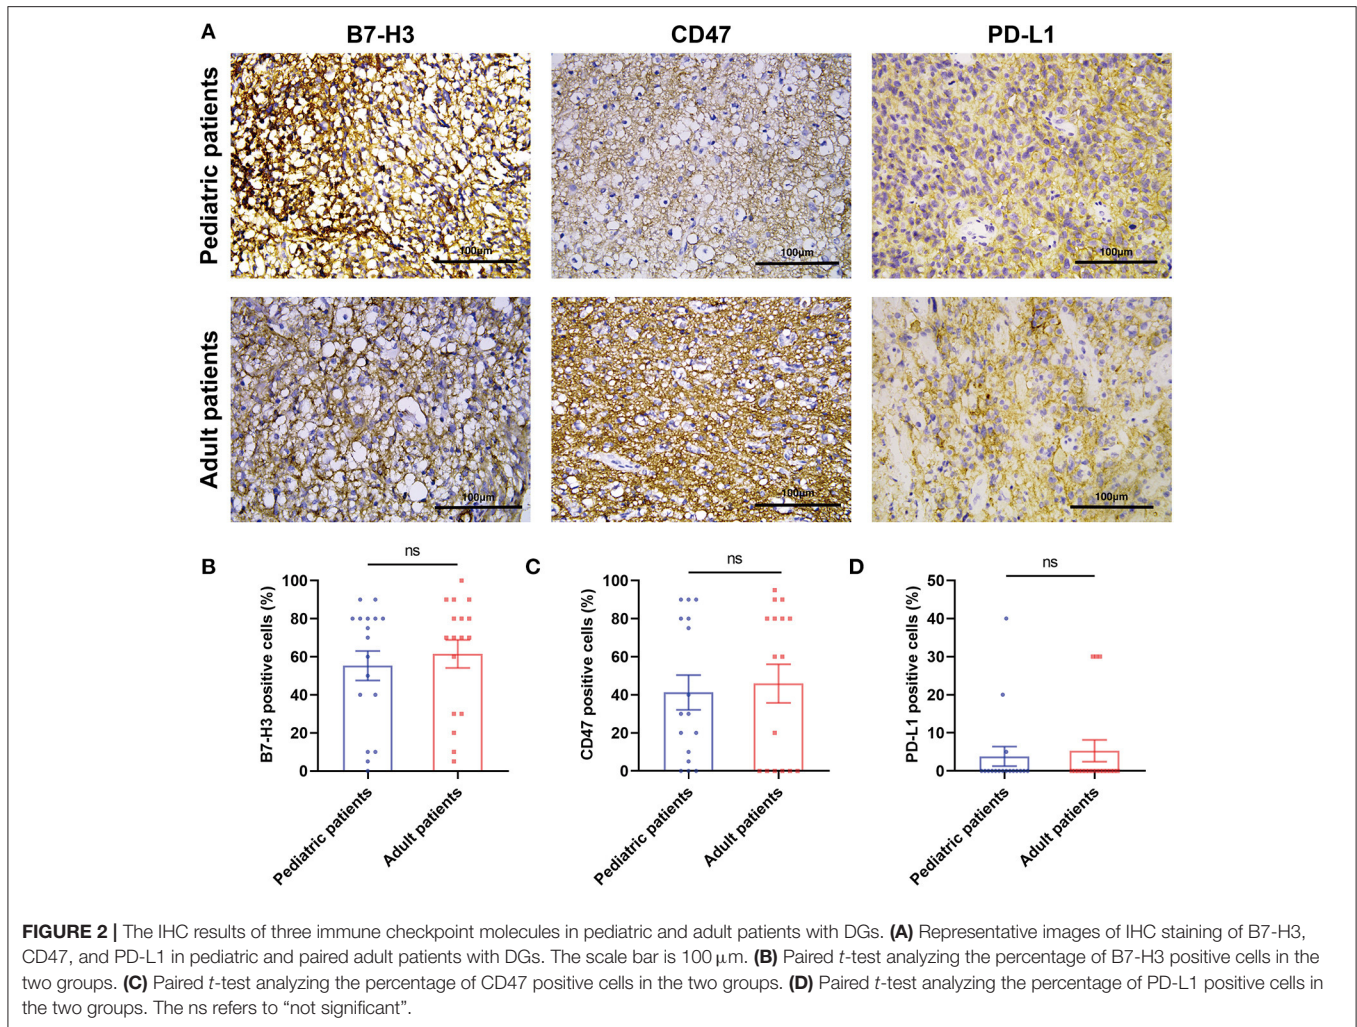 A
B7-H3
CD47
PD-L1
Pediatric patients
100µm
100µm
100µm
Adult patients
100µm
100µm
100µm
B
ns
B7-H3 positive cells (%)
100
80
60
40
20
0
Pediatric patients
Adult patients
C
ns
CD47 positive cells (%)
100
80
60
40
20
0
Pediatric patients
Adult patients
D
ns
PD-L1 positive cells (%)
50
40
30
20
10
0
Pediatric patients
Adult patients
FIGURE 2 | The IHC results of three immune checkpoint molecules in pediatric and adult patients with DGs. (A) Representative images of IHC staining of B7-H3,
CD47, and PD-L1 in pediatric and paired adult patients with DGs. The scale bar is 100 µm. (B) Paired t-test analyzing the percentage of B7-H3 positive cells in the
two groups. (C) Paired t-test analyzing the percentage of CD47 positive cells in the two groups. (D) Paired t-test analyzing the percentage of PD-L1 positive cells in
the two groups. The ns refers to “not significant”.